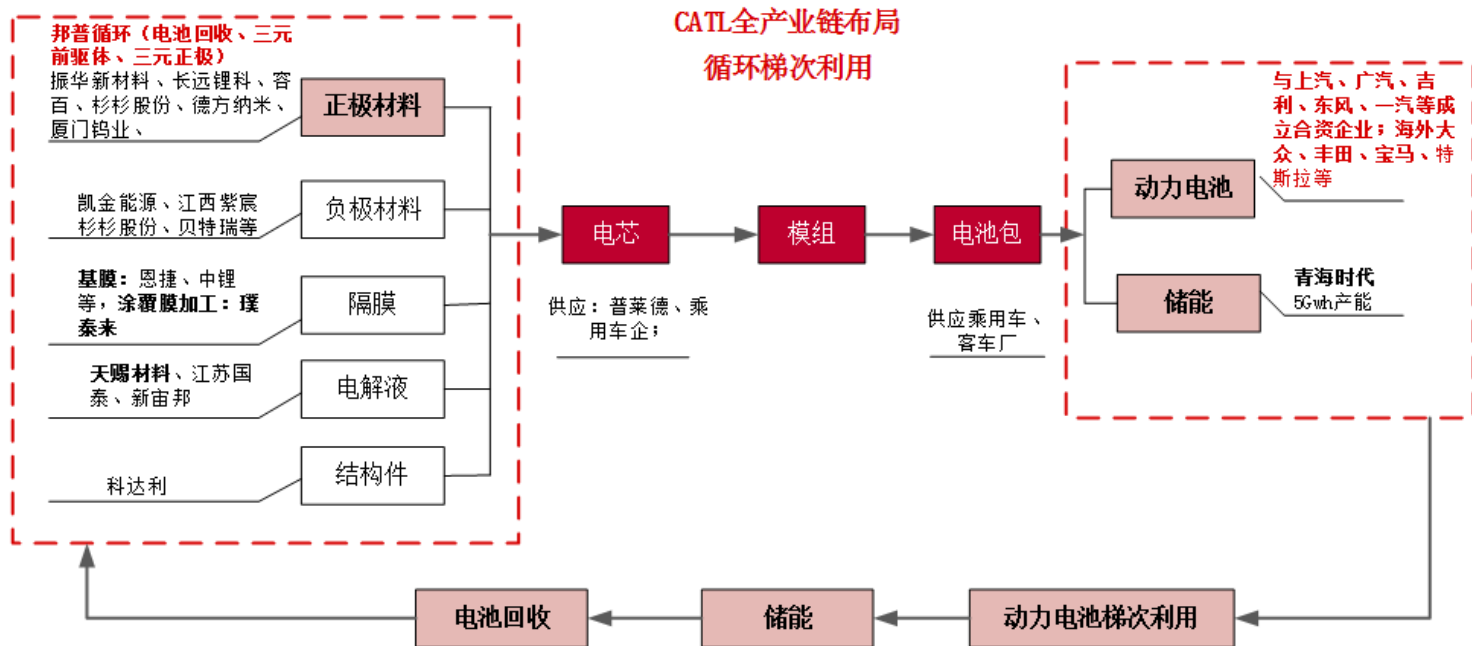 CATL全产业链布局
循环梯次利用
邦普循环（电池回收、三元
前驱体、三元正极）
振华新材料、长远锂科、容
百、杉杉股份、德方纳米、
厦门钨业、
正极材料
凯金能源、江西紫宸
杉杉股份、贝特瑞等
负极材料
基膜：恩捷、中锂
等，涂覆膜加工：璞
泰来
隔膜
天赐材料、江苏国
泰、新宙邦
电解液
科达利
结构件
电芯
供应：普莱德、乘
用车企；
模组
电池包
供应乘用车、
客车厂
与上汽、广汽、吉
利、东风、一汽等成
立合资企业；海外大
众、丰田、宝马、特
斯拉等
动力电池
储能
青海时代
5Gwh产能
电池回收
储能
动力电池梯次利用